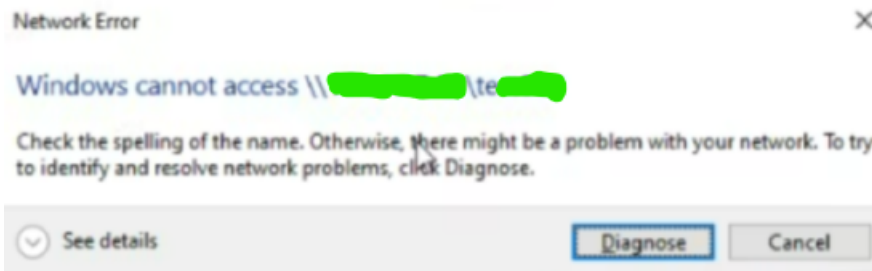 Network Error
Windows cannot access \\ \te
Check the spelling of the name. Otherwise, there might be a problem with your network. To try
to identify and resolve network problems, click Diagnose.
See details
Diagnose
Cancel